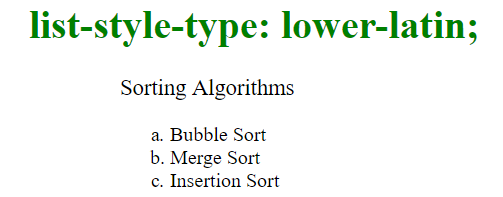 list-style-type: lower-latin;
Sorting Algorithms
a. Bubble Sort
b. Merge Sort
c. Insertion Sort